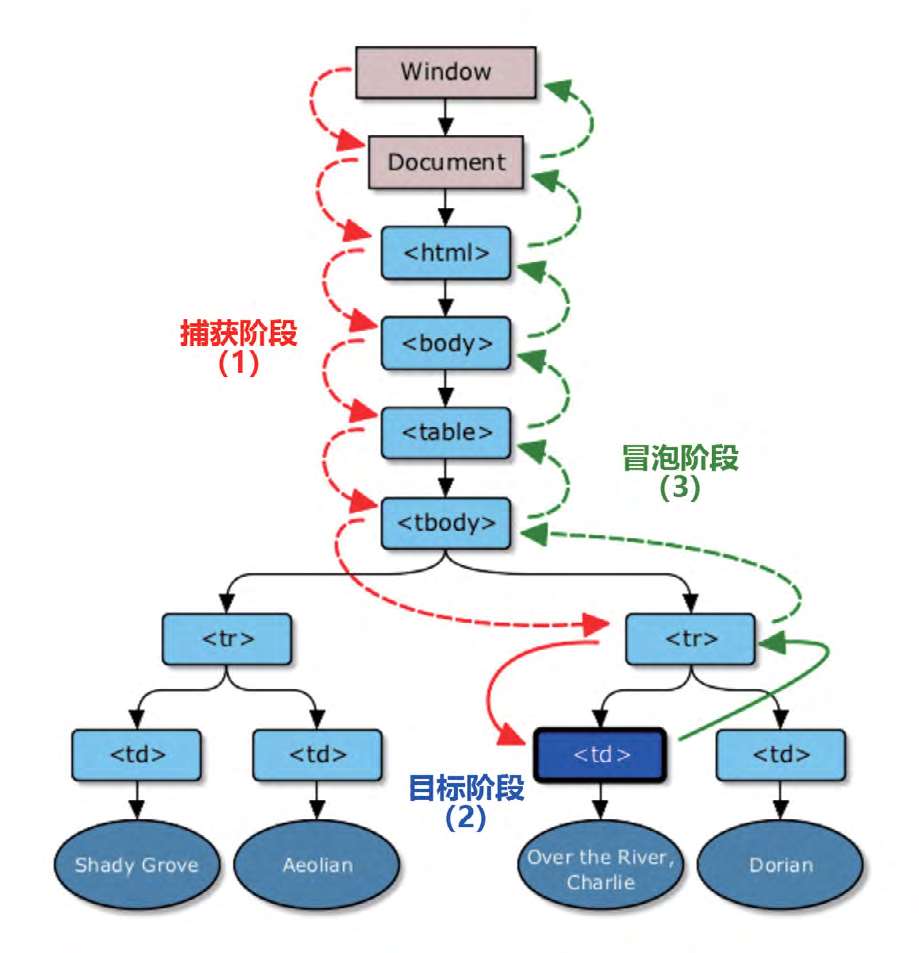 Window
Document
<html>
捕获阶段
(1)
<body>
<table>
冒泡阶段
(3)
<tbody>
<tr>
<tr>
<td>
<td>
<td>
<td>
目标阶段
(2)
Shady Grove
Aeolian
Over the River,
Charlie
Dorian